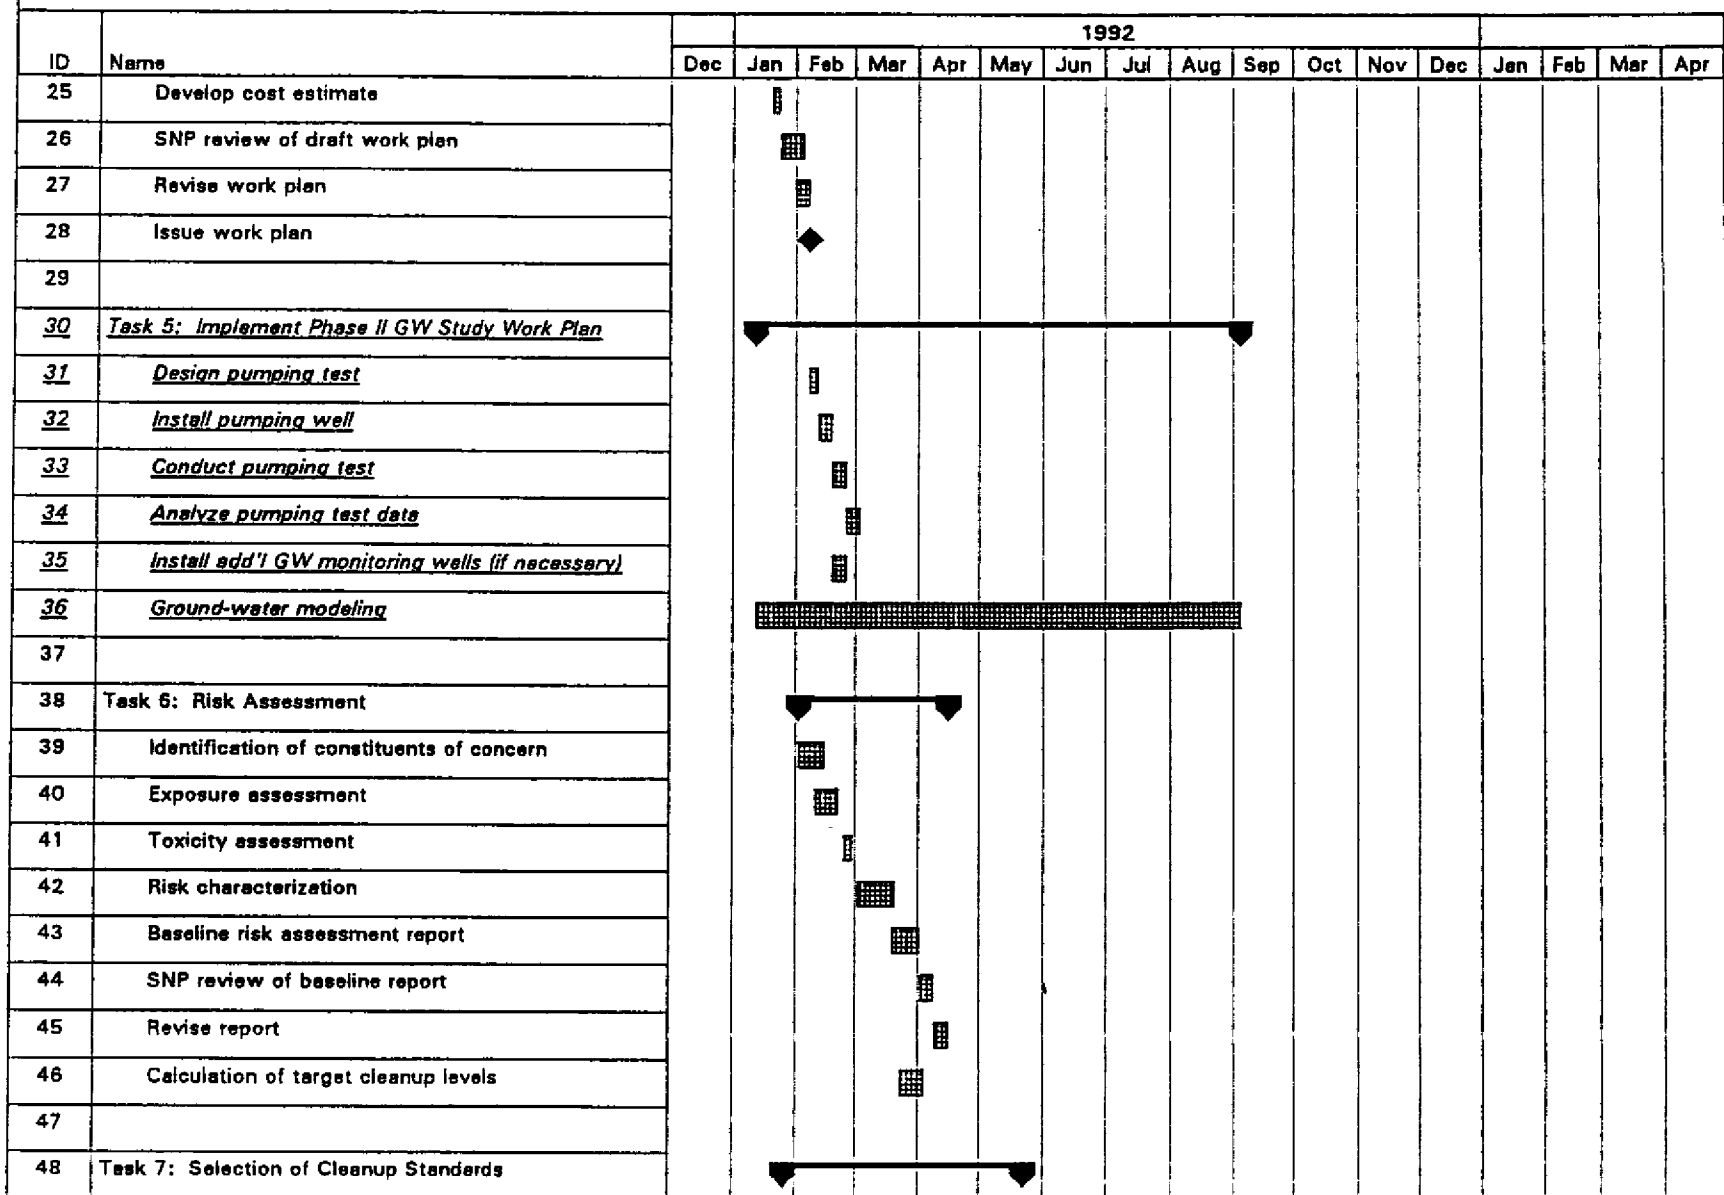 1992
ID Name Dec Jan Feb Mar Apr May Jun Jul Aug Sep Oct Nov Dec Jan Feb Mar Apr
25 Develop cost estimate
26 SNP review of draft work plan
27 Revise work plan
28 Issue work plan
29
30 Task 5: Implement Phase II GW Study Work Plan
31 Design pumping test
32 Install pumping well
33 Conduct pumping test
34 Analyze pumping test data
35 Install add'l GW monitoring wells (if necessary)
36 Ground-water modeling
37
38 Task 6: Risk Assessment
39 Identification of constituents of concern
40 Exposure assessment
41 Toxicity assessment
42 Risk characterization
43 Baseline risk assessment report
44 SNP review of baseline report
45 Revise report
46 Calculation of target cleanup levels
47
48 Task 7: Selection of Cleanup Standards